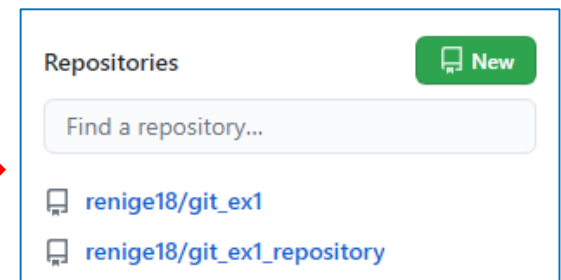 Repositories
New
Find a repository...
renige18/git_ex1
renige18/git_ex1_repository